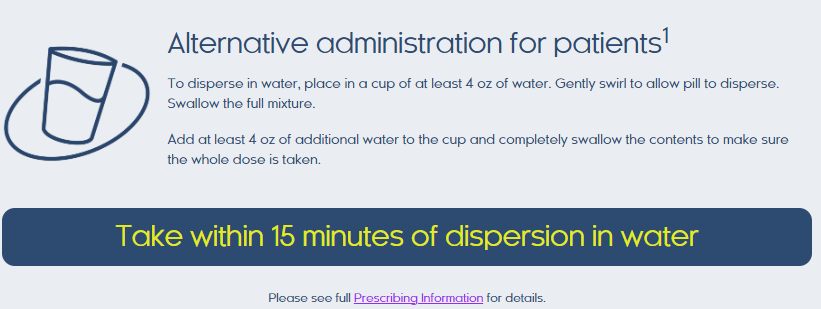 Alternative administration for patients1
To disperse in water, place in a cup of at least 4 oz of water. Gently swirl to allow pill to disperse.
Swallow the full mixture.
Add at least 4 oz of additional water to the cup and completely swallow the contents to make sure
the whole dose is taken.
Take within 15 minutes of dispersion in water
Please see full Prescribing Information for details.